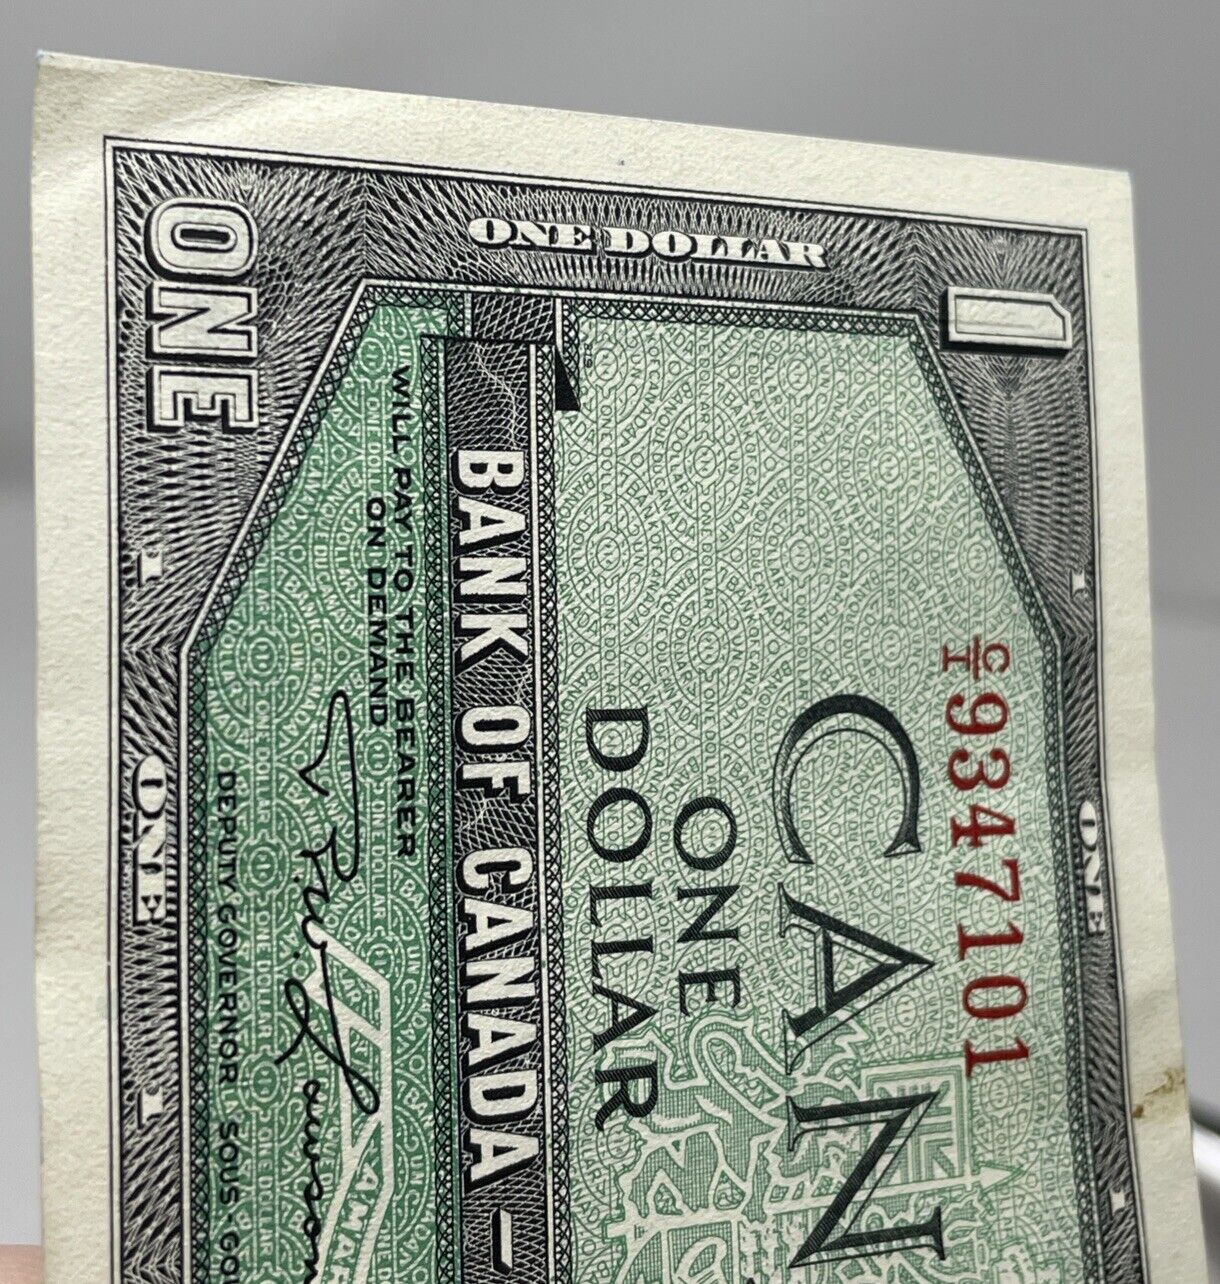 ONE DOLLAR
1
I
C/I 9347101
ONE
I
CAN
ONE
DOLLAR
BANK OF CANADA —
WILL PAY TO THE BEARER
ON DEMAND
DEPUTY GOVERNOR SOUS-GOU
ONE
I
ONE
I